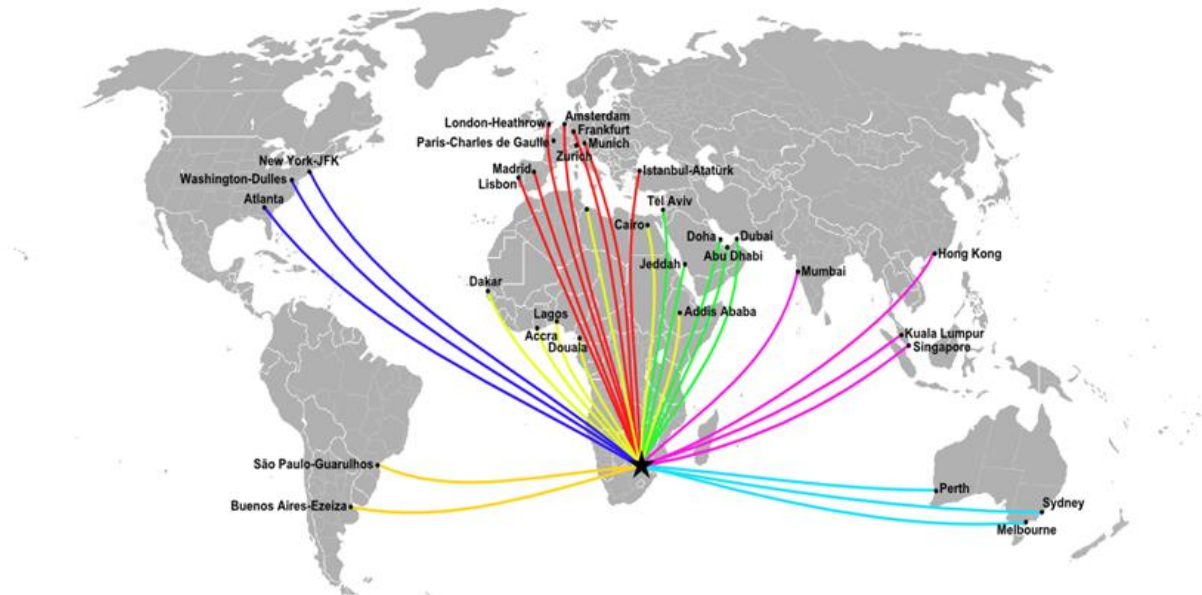 London-Heathrow
Amsterdam
Frankfurt
Paris-Charles de Gaulle
Munich
Zurich
New York-JFK
Washington-Dulles
Atlanta
Madrid
Lisbon
Istanbul-Atatürk
Tel Aviv
Cairo
Doha
Dubai
Abu Dhabi
Jeddah
Mumbai
Hong Kong
Dakar
Lagos
Accra
Douala
Addis Ababa
Kuala Lumpur
Singapore
São Paulo-Guarulhos
Buenos Aires-Ezeiza
Perth
Sydney
Melbourne